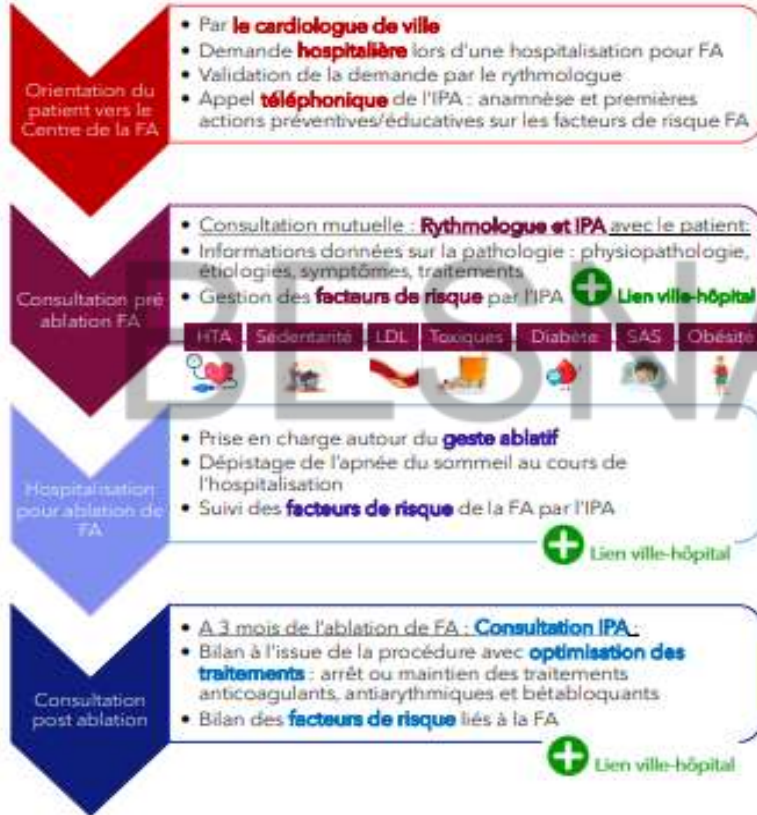 Orientation du
patient vers le
Centre de la FA
• Par le cardiologue de ville
• Demande hospitalière lors d'une hospitalisation pour FA
• Validation de la demande par le rythmologue
• Appel téléphonique de l'IPA : anamnèse et premières
actions préventives/éducatives sur les facteurs de risque FA
Consultation pré
ablation FA
• Consultation mutuelle : Rythmologue et IPA avec le patient:
• Informations données sur la pathologie : physiopathologie,
étiologies, symptômes, traitements
• Gestion des facteurs de risque par l'IPA Lien ville-hôpital
HTA Sédentarité LDL Toxiques Diabète SAS Obésité
BESNA
Hospitalisation
pour ablation de
FA
• Prise en charge autour du geste ablatif
• Dépistage de l'apnée du sommeil au cours de
l'hospitalisation
• Suivi des facteurs de risque de la FA par l'IPA
Lien ville-hôpital
Consultation
post ablation
• A 3 mois de l'ablation de FA : Consultation IPA :
• Bilan à l'issue de la procédure avec optimisation des
traitements : arrêt ou maintien des traitements
anticoagulants, antiarythmiques et bétabloquants
• Bilan des facteurs de risque liés à la FA
Lien ville-hôpital